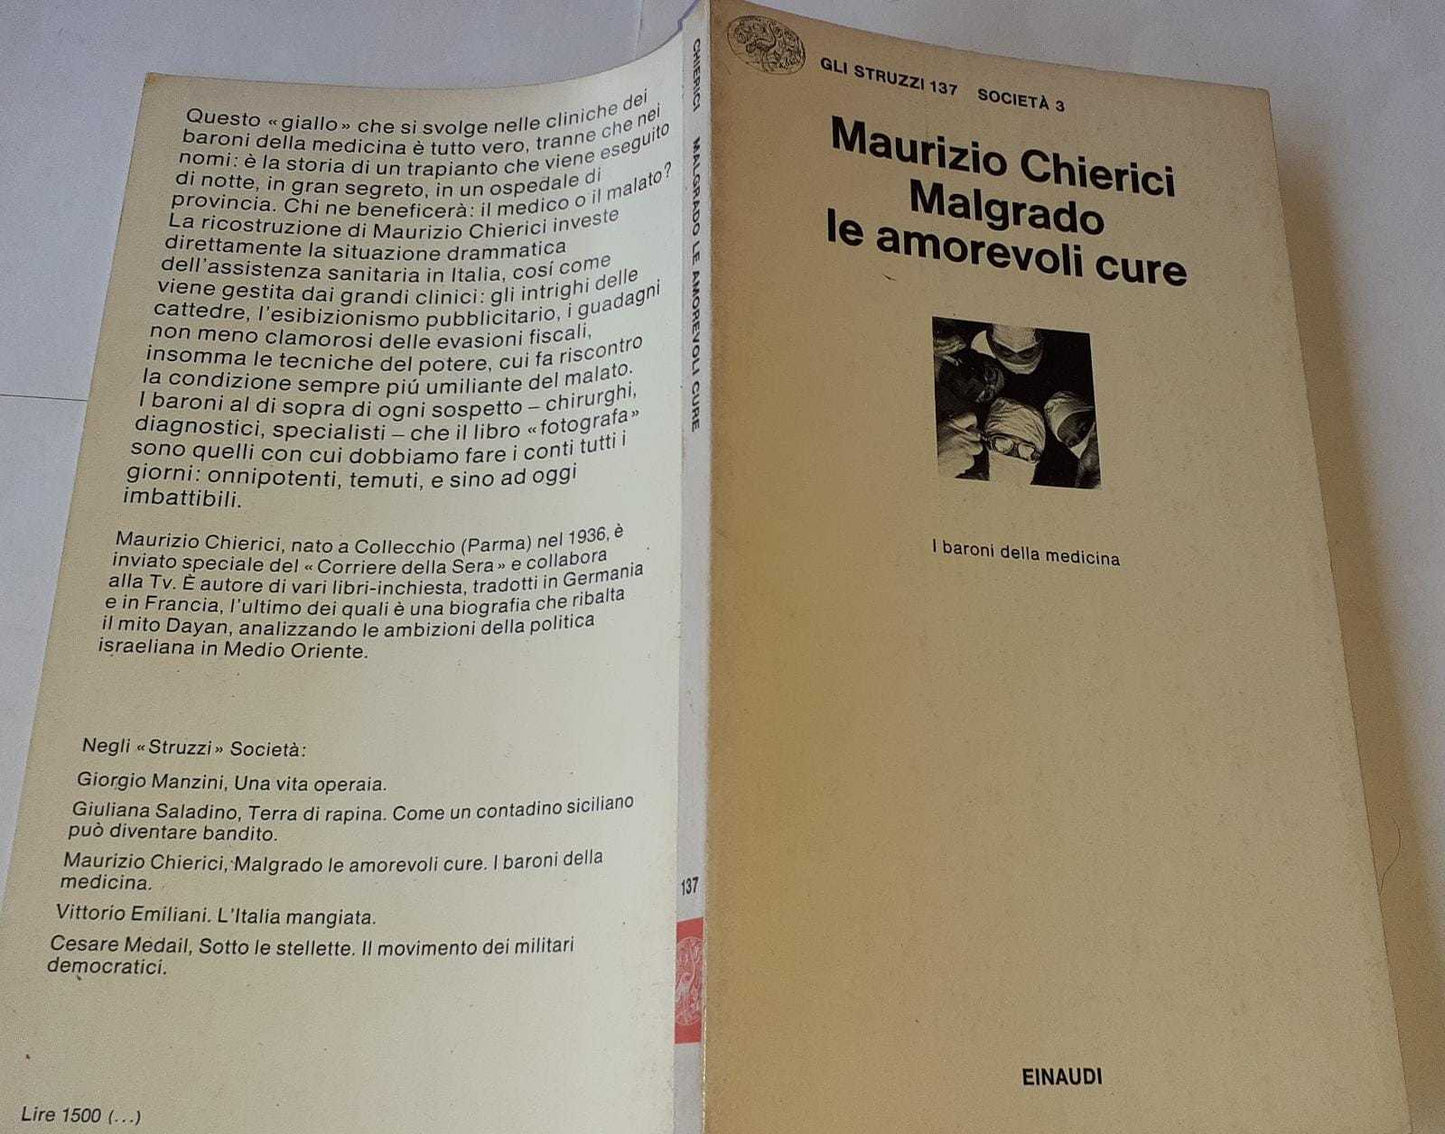 Questo «giallo» che si svolge nelle cliniche dei
baroni della medicina è tutto vero, tranne che nei
nomi: è la storia di un trapianto che viene eseguito
di notte, in gran segreto, in un ospedale di
provincia. Chi ne beneficerà: il medico o il malato?
La ricostruzione di Maurizio Chierici investe
direttamente la situazione drammatica
dell'assistenza sanitaria in Italia, cosí come
viene gestita dai grandi clinici: gli intrighi delle
cattedre, l'esibizionismo pubblicitario, i guadagni
non meno clamorosi delle evasioni fiscali,
insomma le tecniche del potere, cui fa riscontro
la condizione sempre piú umiliante del malato.
I baroni al di sopra di ogni sospetto – chirurghi,
diagnostici, specialisti – che il libro «fotografa»
sono quelli con cui dobbiamo fare i conti tutti i
giorni: onnipotenti, temuti, e sino ad oggi
imbattibili.
Maurizio Chierici, nato a Collecchio (Parma) nel 1936, è
inviato speciale del «Corriere della Sera» e collabora
alla Tv. È autore di vari libri-inchiesta, tradotti in Germania
e in Francia, l'ultimo dei quali è una biografia che ribalta
il mito Dayan, analizzando le ambizioni della politica
israeliana in Medio Oriente.
Negli «Struzzi» Società:
Giorgio Manzini, Una vita operaia.
Giuliana Saladino, Terra di rapina. Come un contadino siciliano
può diventare bandito.
Maurizio Chierici, Malgrado le amorevoli cure. I baroni della
medicina.
Vittorio Emiliani. L'Italia mangiata.
Cesare Medail, Sotto le stellette. Il movimento dei militari
democratici.
Lire 1500 (...)
CHIERICI MALGRADO LE AMOREVOLI CURE
137
GLI STRUZZI 137 SOCIETÀ 3
Maurizio Chierici
Malgrado
le amorevoli cure
I baroni della medicina
EINAUDI